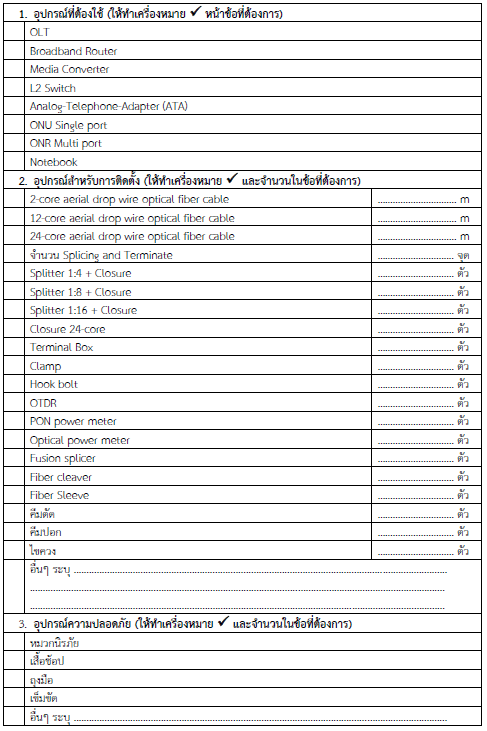 1. อุปกรณ์ที่ต้องใช้ (ให้ทำเครื่องหมาย ✓ หน้าข้อที่ต้องการ)
OLT
Broadband Router
Media Converter
L2 Switch
Analog-Telephone-Adapter (ATA)
ONU Single port
ONR Multi port
Notebook
2. อุปกรณ์สำหรับการติดตั้ง (ให้ทำเครื่องหมาย ✓ และจำนวนในข้อที่ต้องการ)
2-core aerial drop wire optical fiber cable ............................... m
12-core aerial drop wire optical fiber cable ............................... m
24-core aerial drop wire optical fiber cable ............................... m
จำนวน Splicing and Terminate .............................. จุด
Splitter 1:4 + Closure .............................. ตัว
Splitter 1:8 + Closure .............................. ตัว
Splitter 1:16 + Closure .............................. ตัว
Closure 24-core .............................. ตัว
Terminal Box .............................. ตัว
Clamp .............................. ตัว
Hook bolt .............................. ตัว
OTDR .............................. ตัว
PON power meter .............................. ตัว
Optical power meter .............................. ตัว
Fusion splicer .............................. ตัว
Fiber cleaver .............................. ตัว
Fiber Sleeve .............................. ตัว
คีมตัด .............................. ตัว
คีมปอก .............................. ตัว
ไขควง .............................. ตัว
อื่นๆ ระบุ ....................................................................................................
....................................................................................................
....................................................................................................
3. อุปกรณ์ความปลอดภัย (ให้ทำเครื่องหมาย ✓ และจำนวนในข้อที่ต้องการ)
หมวกนิรภัย
เสื้อช้อป
ถุงมือ
เข็มขัด
อื่นๆ ระบุ ....................................................................................................